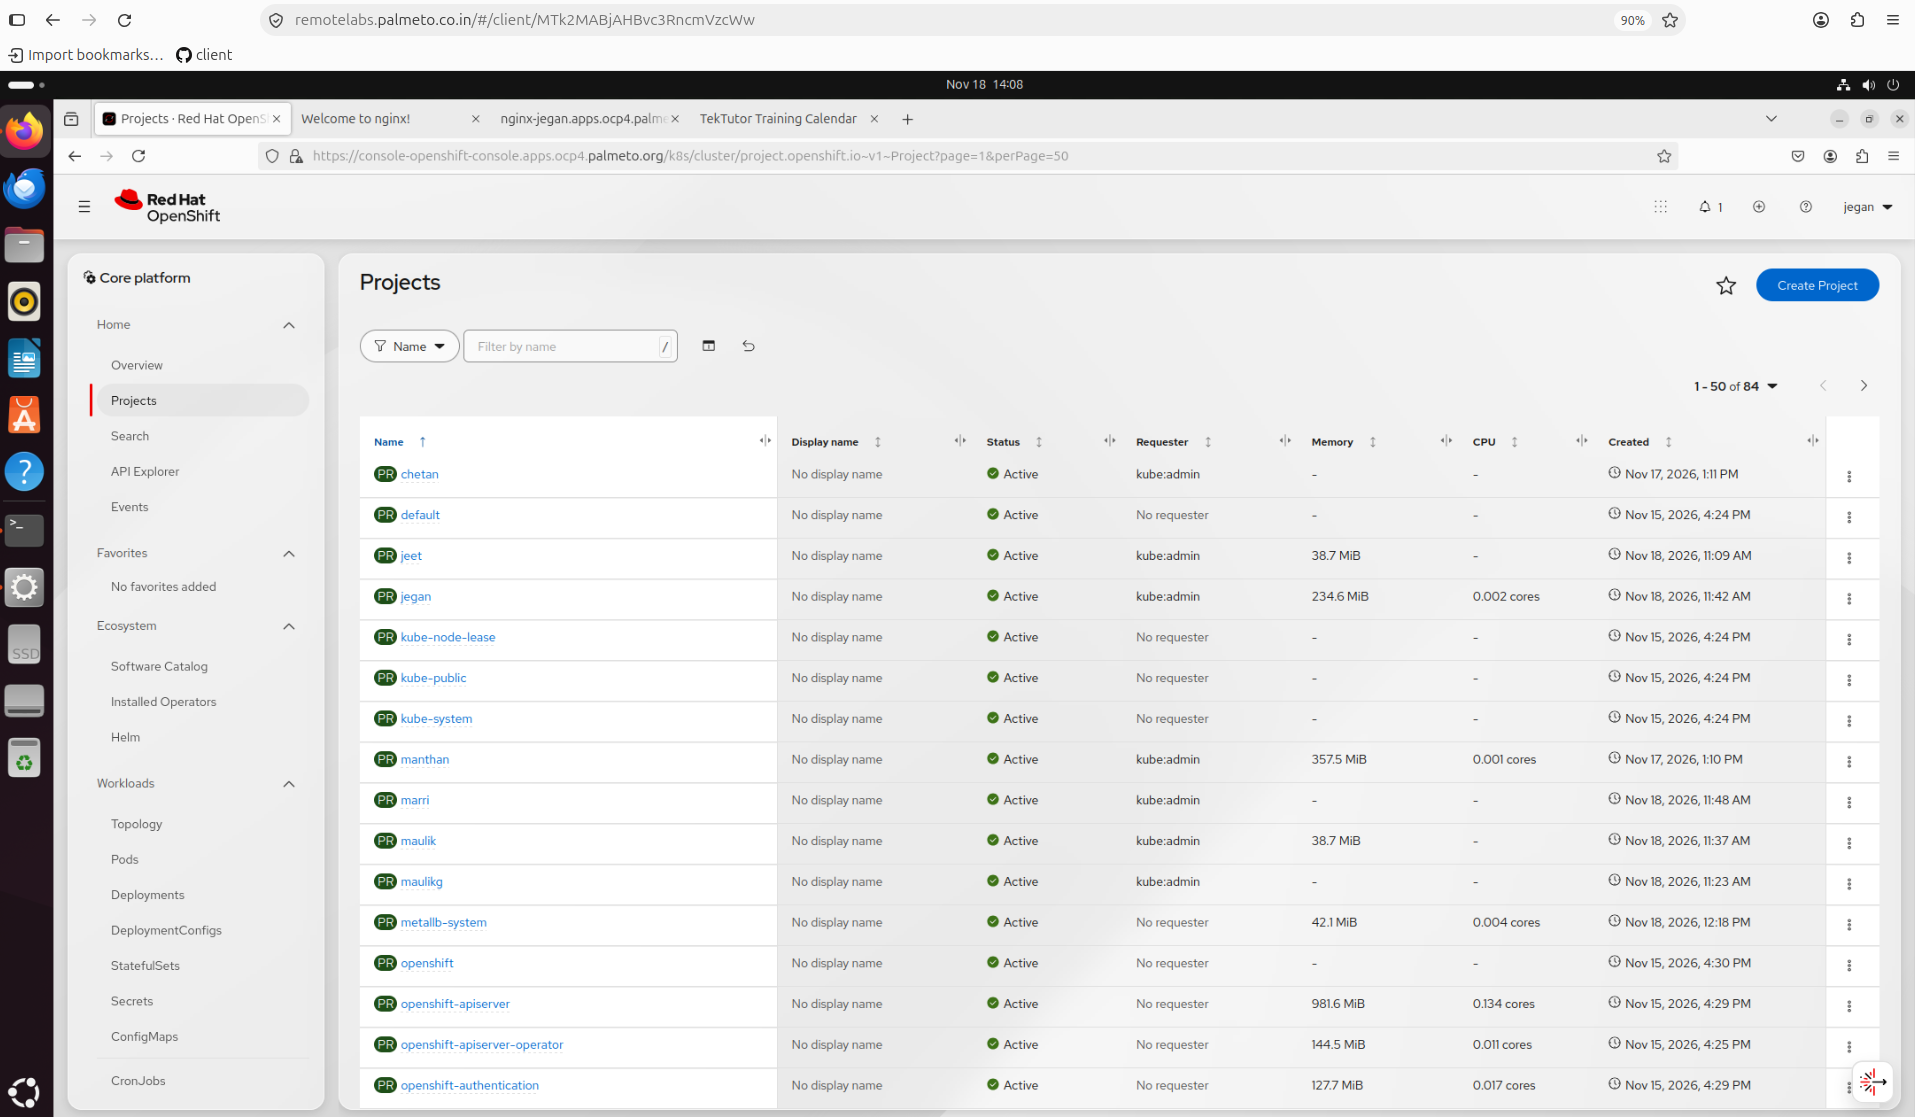 remotelabs.palmeto.co.in/#/client/MTk2MABjAHBvc3RncmVzcWw
90%
Import bookmarks...
client
Nov 18 14:08
Projects · Red Hat OpenS
Welcome to nginx!
nginx-jegan.apps.ocp4.palme
TekTutor Training Calendar
https://console-openshift-console.apps.ocp4.palmeto.org/k8s/cluster/project.openshift.io~v1~Project?page=1&perPage=50
Red Hat
OpenShift
1
jegan
Core platform
Home
Overview
Projects
Search
API Explorer
Events
Favorites
No favorites added
Ecosystem
Software Catalog
Installed Operators
Helm
Workloads
Topology
Pods
Deployments
DeploymentConfigs
StatefulSets
Secrets
ConfigMaps
CronJobs
SSD
Projects
Create Project
Name
Filter by name
/
1 - 50 of 84
Name Display name Status Requester Memory CPU Created
PR chetan No display name Active kube:admin - - Nov 17, 2026, 1:11 PM
PR default No display name Active No requester - - Nov 15, 2026, 4:24 PM
PR jeet No display name Active kube:admin 38.7 MiB - Nov 18, 2026, 11:09 AM
PR jegan No display name Active kube:admin 234.6 MiB 0.002 cores Nov 18, 2026, 11:42 AM
PR kube-node-lease No display name Active No requester - - Nov 15, 2026, 4:24 PM
PR kube-public No display name Active No requester - - Nov 15, 2026, 4:24 PM
PR kube-system No display name Active No requester - - Nov 15, 2026, 4:24 PM
PR manthan No display name Active kube:admin 357.5 MiB 0.001 cores Nov 17, 2026, 1:10 PM
PR marri No display name Active kube:admin - - Nov 18, 2026, 11:48 AM
PR maulik No display name Active kube:admin 38.7 MiB - Nov 18, 2026, 11:37 AM
PR maulikg No display name Active kube:admin - - Nov 18, 2026, 11:23 AM
PR metallb-system No display name Active No requester 42.1 MiB 0.004 cores Nov 18, 2026, 12:18 PM
PR openshift No display name Active No requester - - Nov 15, 2026, 4:30 PM
PR openshift-apiserver No display name Active No requester 981.6 MiB 0.134 cores Nov 15, 2026, 4:29 PM
PR openshift-apiserver-operator No display name Active No requester 144.5 MiB 0.011 cores Nov 15, 2026, 4:25 PM
PR openshift-authentication No display name Active No requester 127.7 MiB 0.017 cores Nov 15, 2026, 4:29 PM